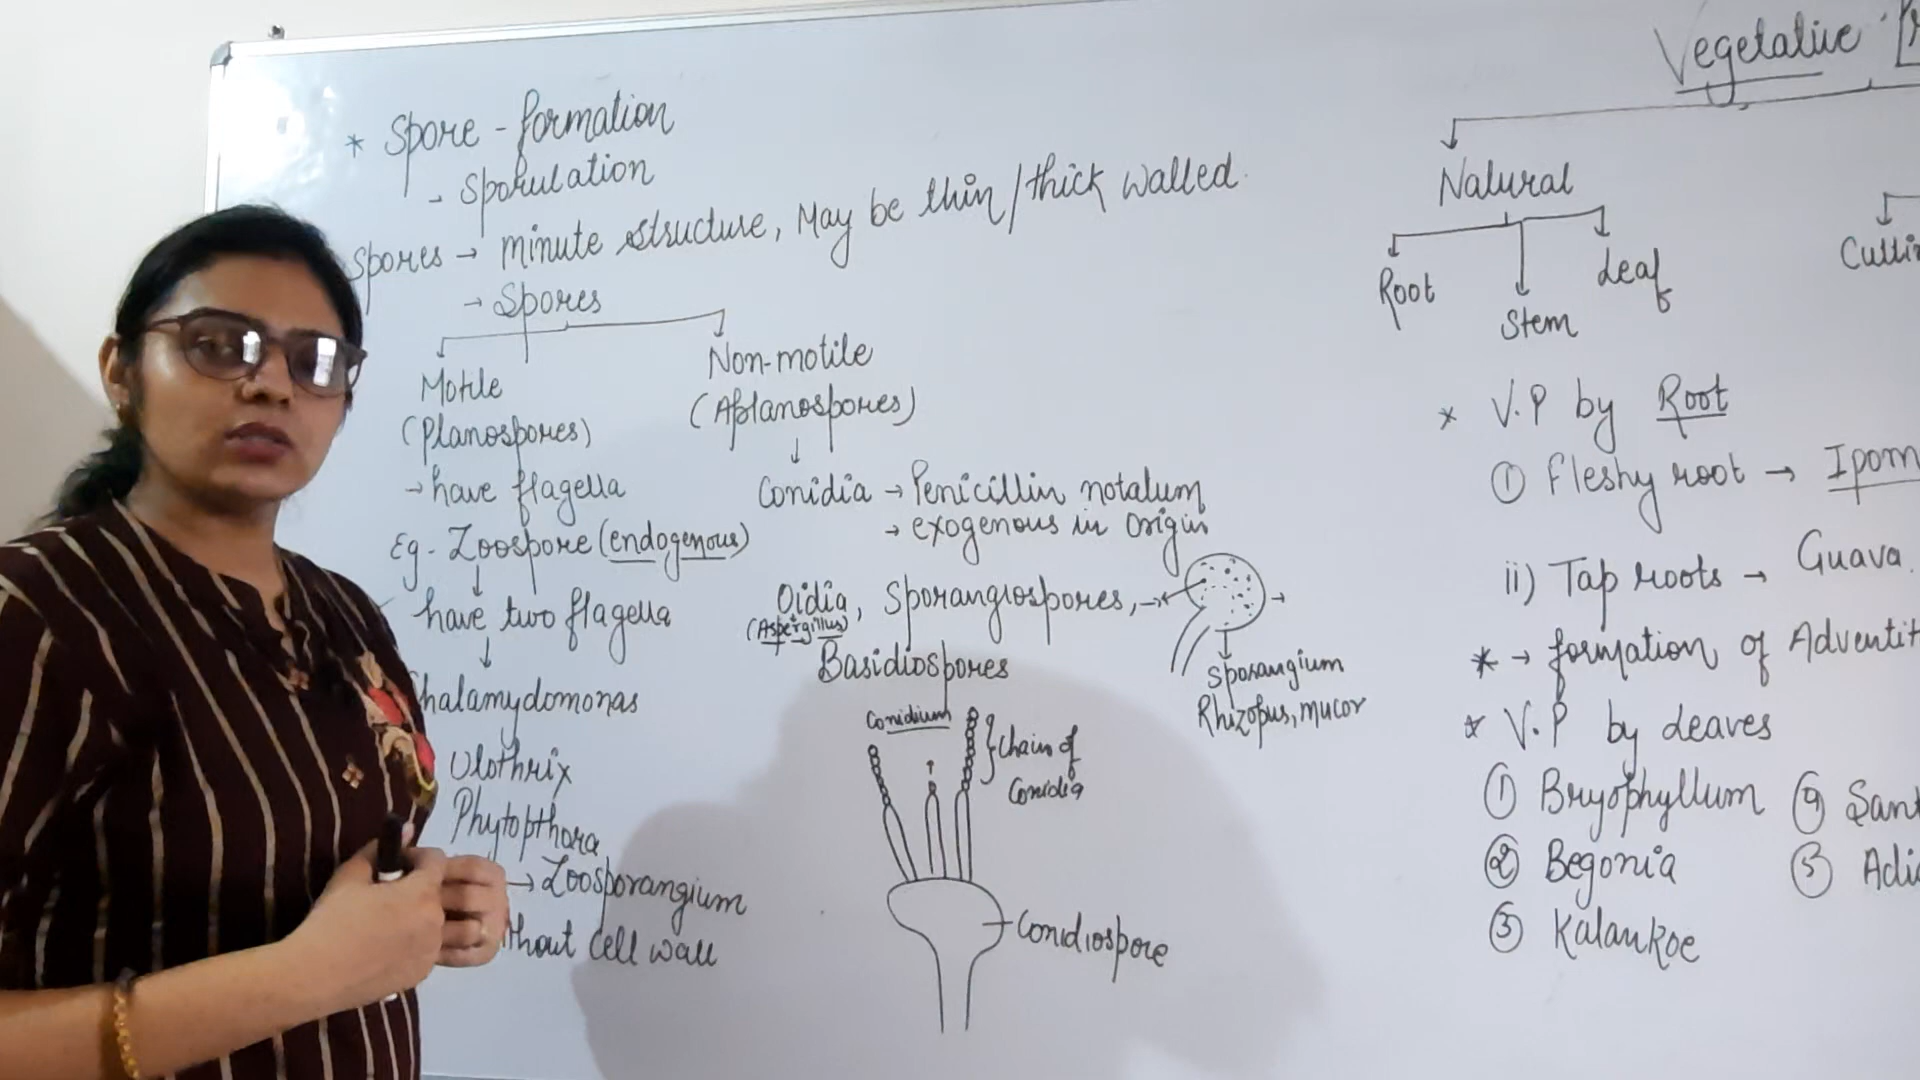 * Spore-formation
- Sporulation
Spores → minute structure, May be thin/thick walled.
→ Spores
Motile
(Planospores)
→ have flagella
Eg- Zoospore (endogenous)
have two flagella
halamydomonas
Ulothrix
Phytopthora
→ Zoosporangium
thout cell wall
Non-motile
(Aplanospores)
Conidia → Penicillin notatum
→ exogenous in origin
Oidia, Sporangiospores,
(Aspergillus)
Basidiospores
Sporangium
Rhizopus, mucor
Conidium
Chain of
Conidia
Conidiospore
Vegetative
Natural
Root
Stem
Leaf
* V.P by Root
① Fleshy root → Ipom
ii) Tap roots → Guava.
* → formation of Adventit
* V.P by Leaves
① Bryophyllum
② Begonia
③ Kalankoe
④ Sans
⑤ Adi